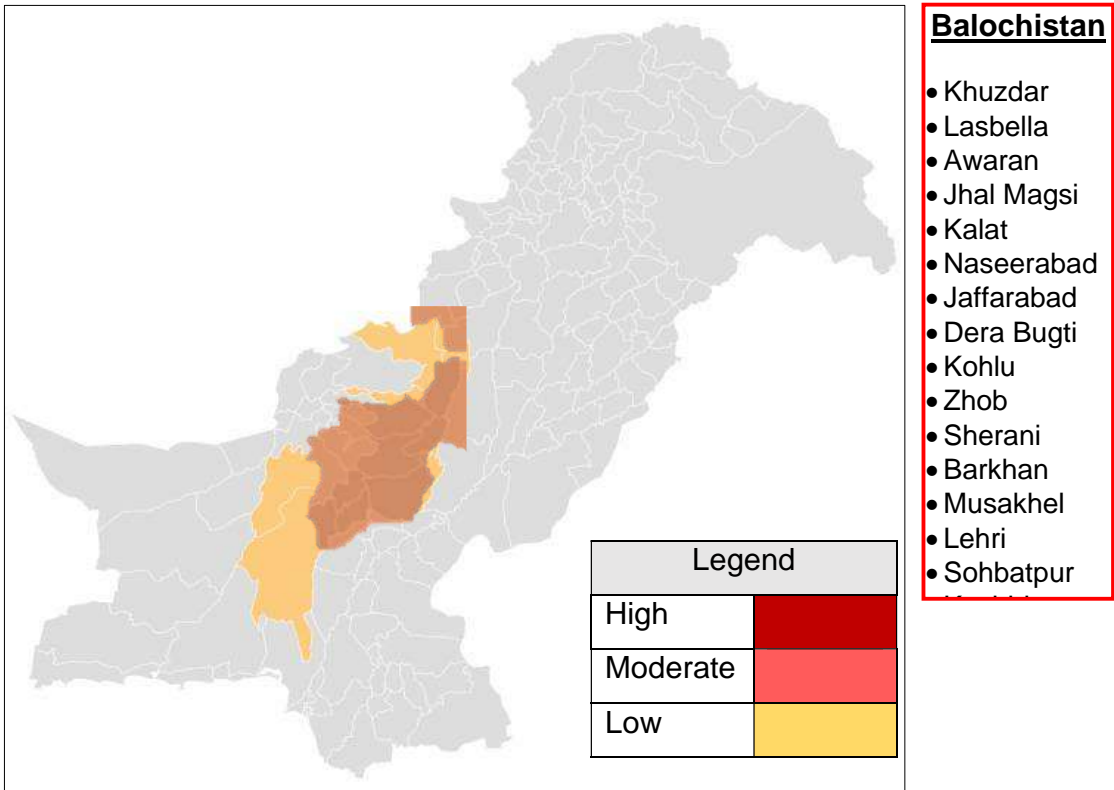 Balochistan
• Khuzdar
• Lasbella
• Awaran
• Jhal Magsi
• Kalat
• Naseerabad
• Jaffarabad
• Dera Bugti
• Kohlu
• Zhob
• Sherani
• Barkhan
• Musakhel
• Lehri
• Sohbatpur
Legend
High
Moderate
Low